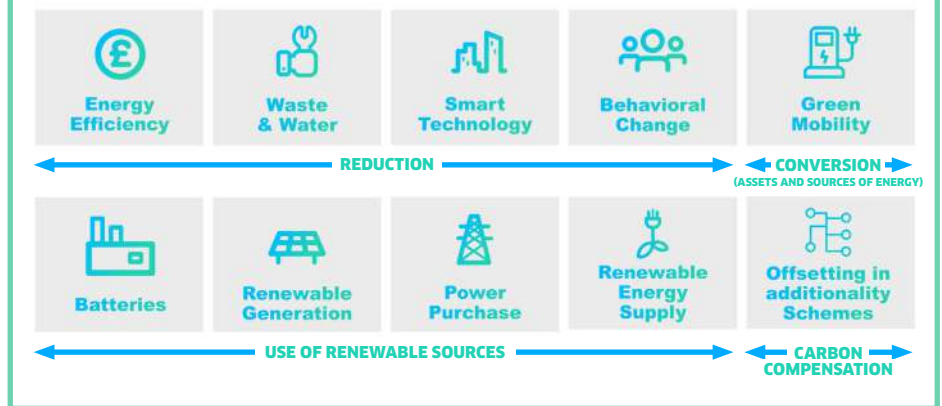 £
Energy
Efficiency
Waste
& Water
Smart
Technology
Behavioral
Change
Green
Mobility
REDUCTION
CONVERSION
(ASSETS AND SOURCES OF ENERGY)
Batteries
Renewable
Generation
Power
Purchase
Renewable
Energy
Supply
Offsetting in
additionality
Schemes
USE OF RENEWABLE SOURCES
CARBON
COMPENSATION